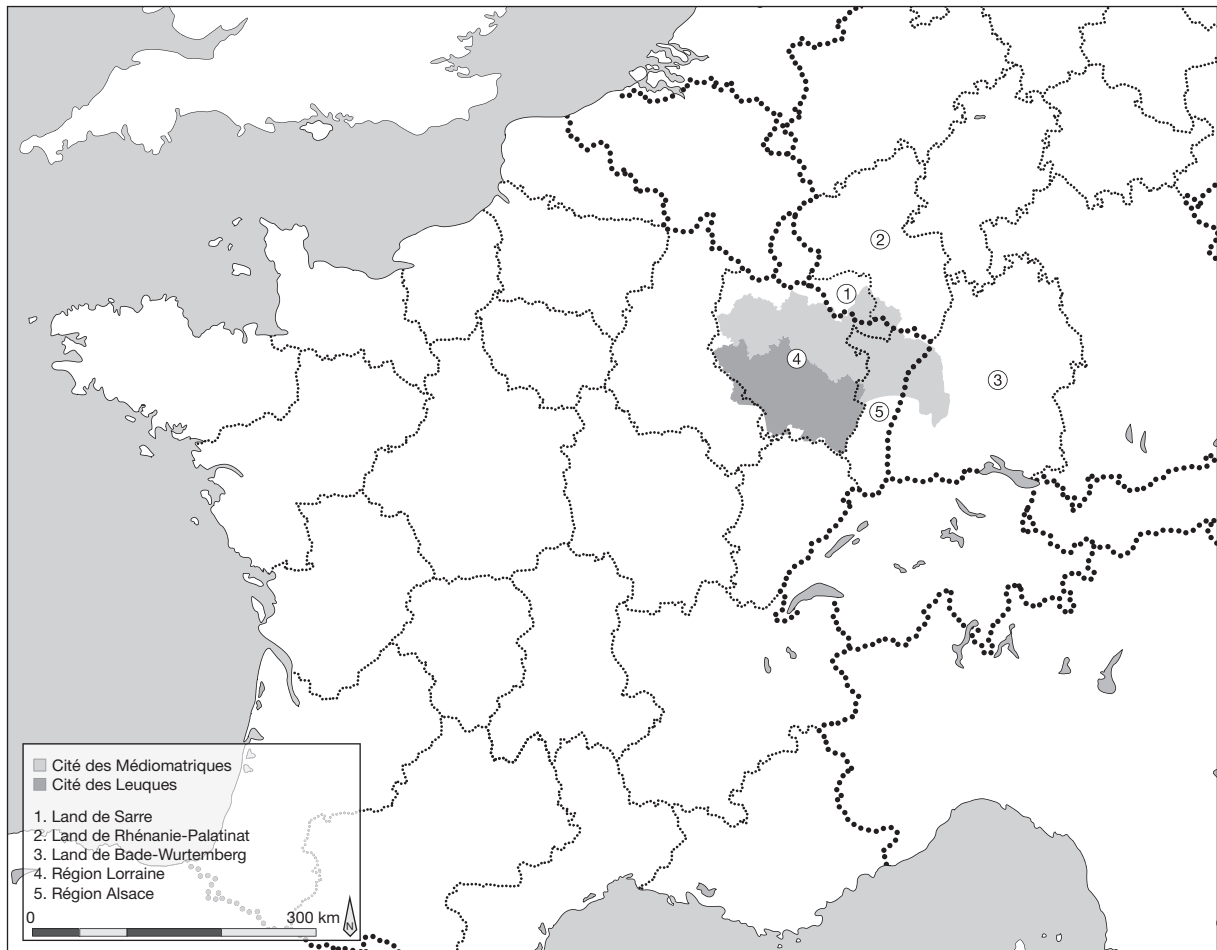 2
1
4
3
5
Cité des Médiomatriques
Cité des Leuques
1. Land de Sarre
2. Land de Rhénanie-Palatinat
3. Land de Bade-Wurtemberg
4. Région Lorraine
5. Région Alsace
0 300 km
N